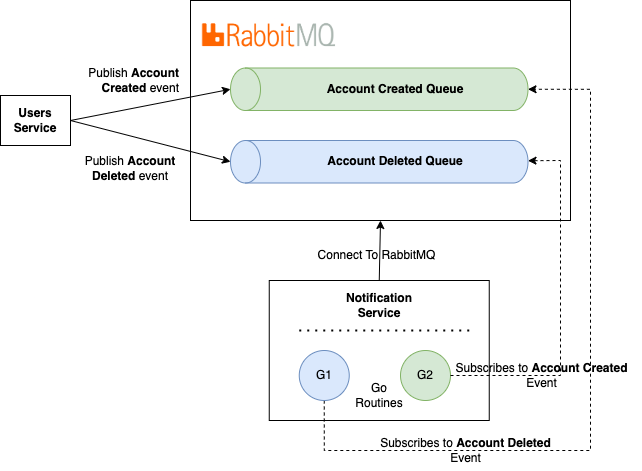 RabbitMQ
Publish Account
Created event
Account Created Queue
Users
Service
Publish Account
Deleted event
Account Deleted Queue
Connect To RabbitMQ
Notification
Service
G1
G2
Go
Routines
Subscribes to Account Created
Event
Subscribes to Account Deleted
Event